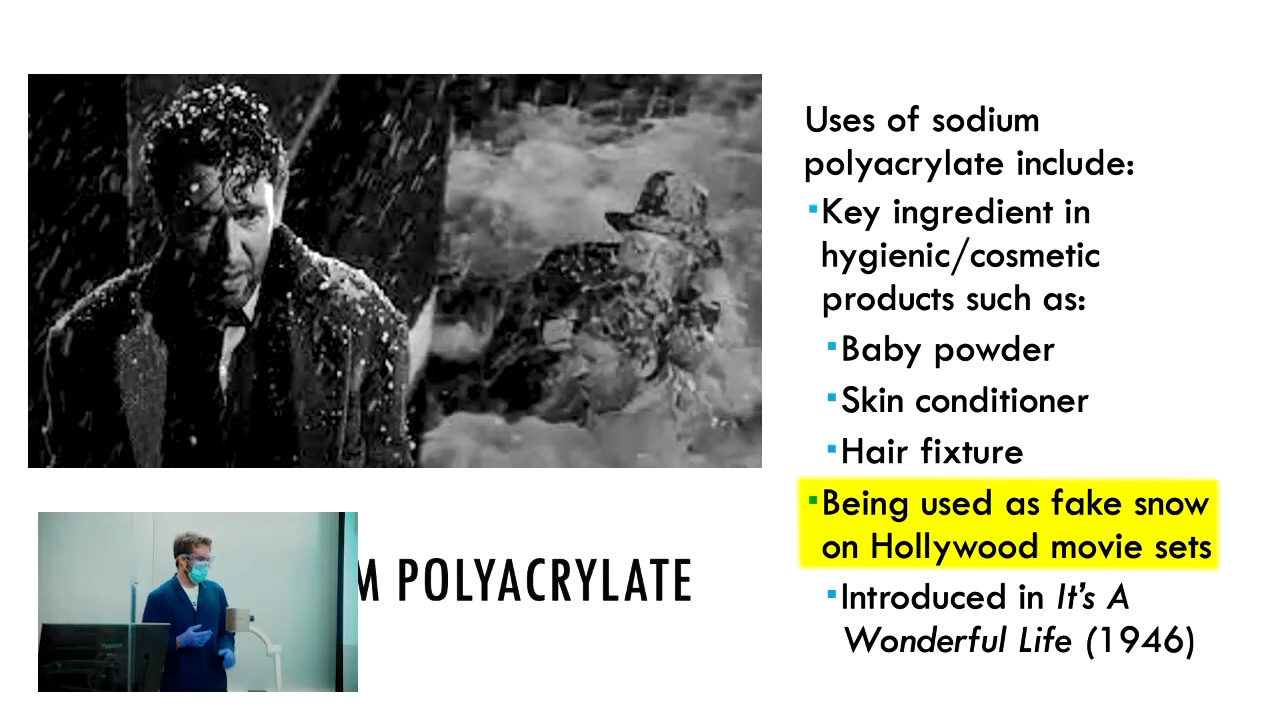 Uses of sodium
polyacrylate include:
▪Key ingredient in
hygienic/cosmetic
products such as:
▪Baby powder
▪Skin conditioner
▪Hair fixture
▪Being used as fake snow
on Hollywood movie sets
▪Introduced in It’s A
Wonderful Life (1946)
M POLYACRYLATE